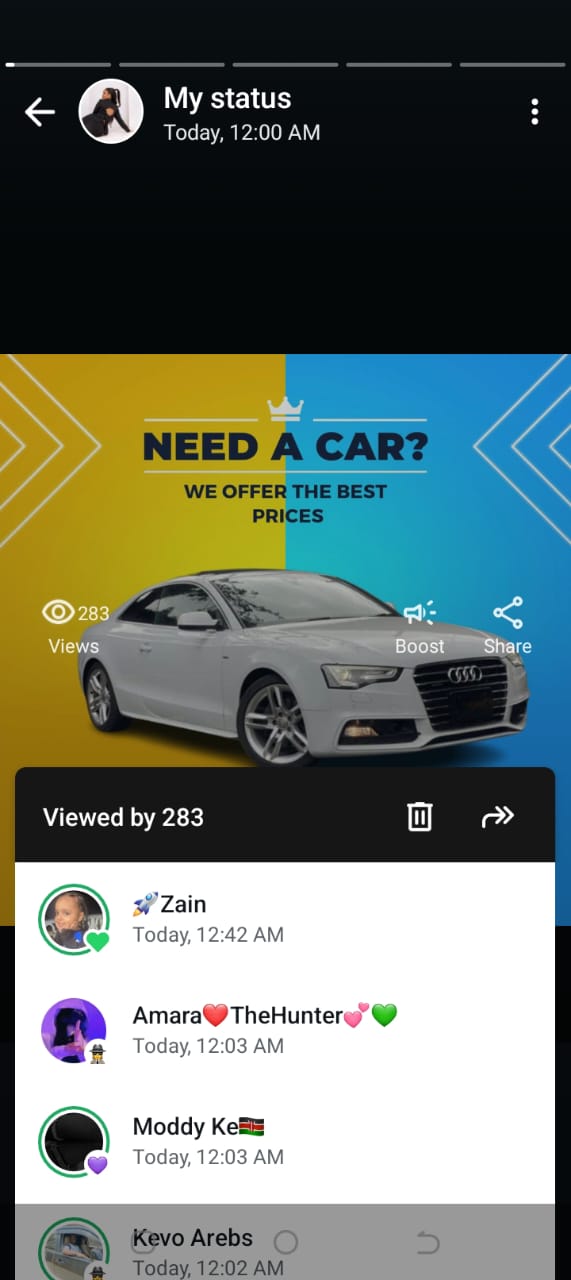 My status
Today, 12:00 AM
NEED A CAR?
WE OFFER THE BEST
PRICES
283
Views
Boost
Share
Viewed by 283
🚀Zain
Today, 12:42 AM
Amara❤️TheHunter💕💚
Today, 12:03 AM
Moddy Ke🇰🇪
Today, 12:03 AM
Kevo Arebs
Today, 12:02 AM